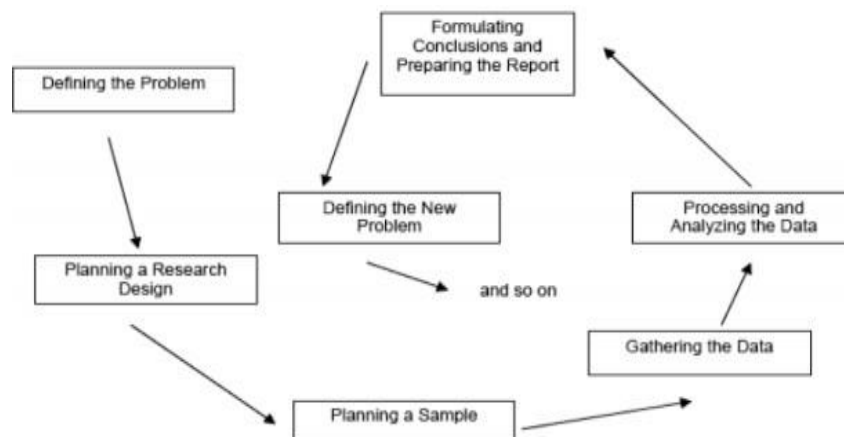 Formulating
Conclusions and
Preparing the Report
Defining the Problem
Defining the New
Problem
Processing and
Analyzing the Data
Planning a Research
Design
and so on
Gathering the Data
Planning a Sample